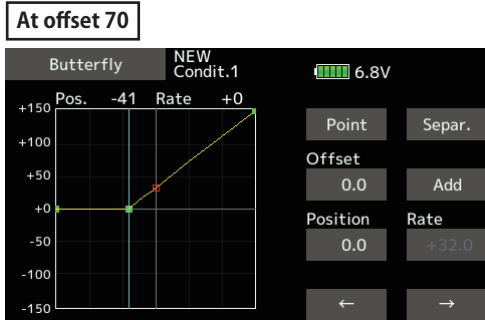 At offset 70
Butterfly
NEW
Condit.1
6.8V
Pos. -41 Rate +0
+150
+100
+50
+0
-50
-100
-150
Point Separ.
Offset
0.0 Add
Position Rate
0.0 +32.0
← →